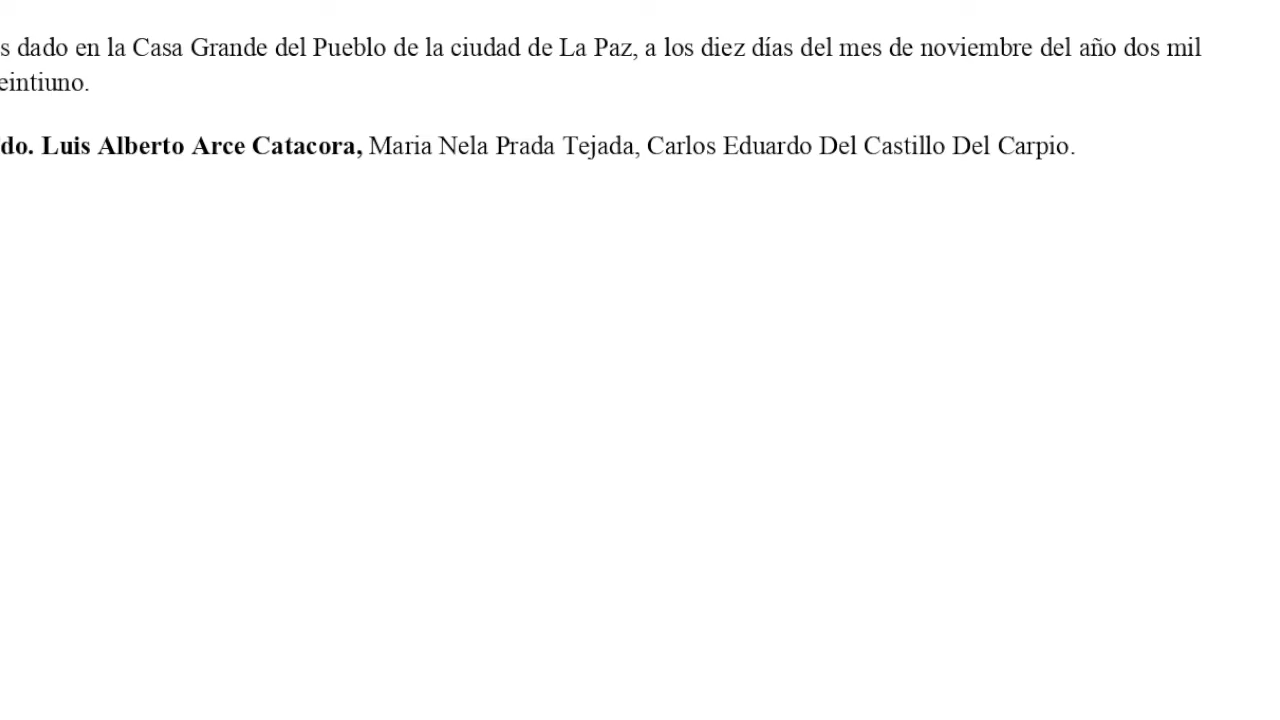 s dado en la Casa Grande del Pueblo de la ciudad de La Paz, a los diez días del mes de noviembre del año dos mil
eintiuno.
do. Luis Alberto Arce Catacora, Maria Nela Prada Tejada, Carlos Eduardo Del Castillo Del Carpio.